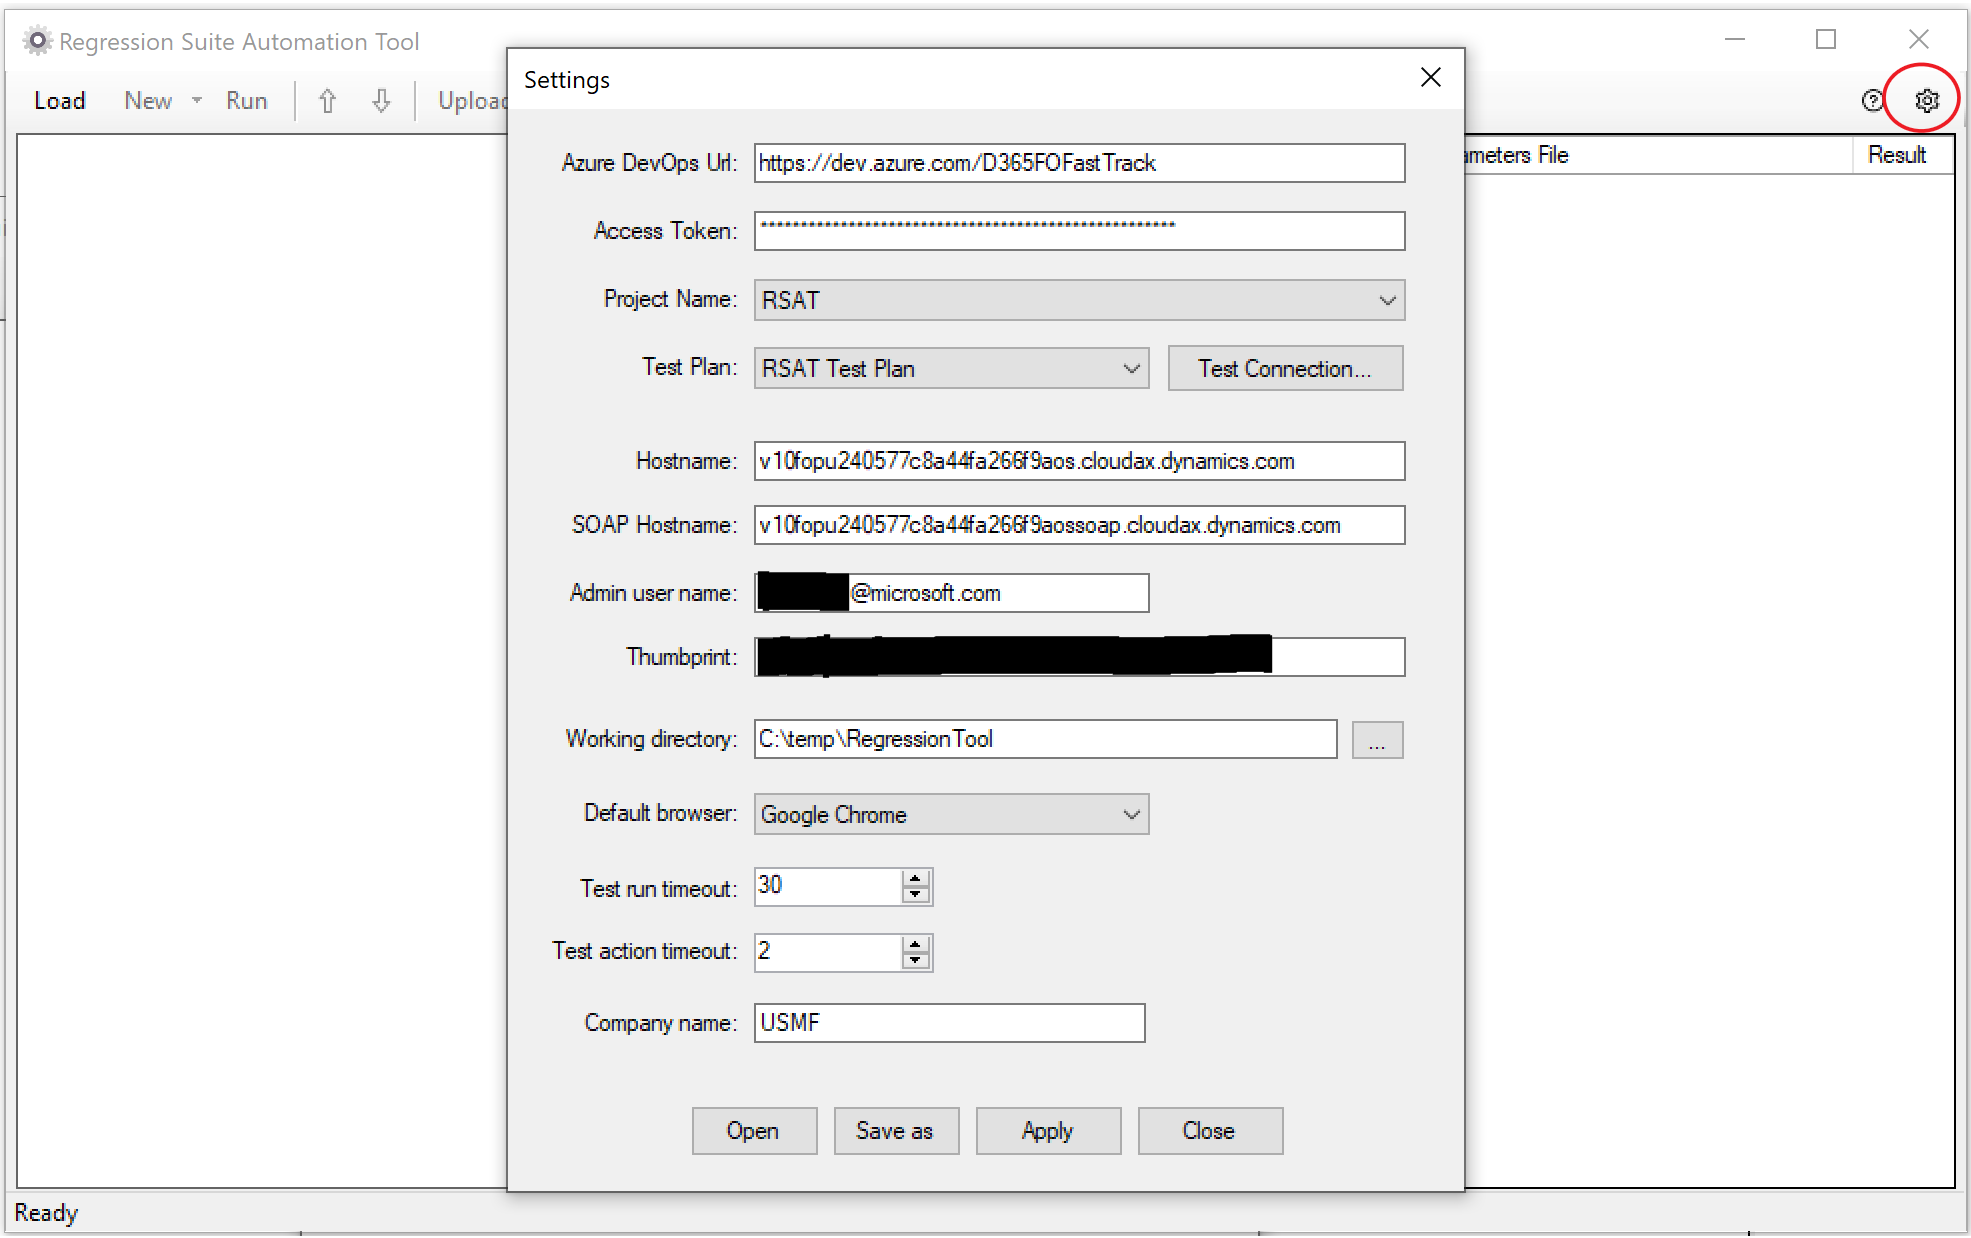 Regression Suite Automation Tool
Settings
Load New Run Upload
Azure DevOps Url: https://dev.azure.com/D365FOFastTrack
ameters File Result
Access Token: ****************************************************
Project Name: RSAT
Test Plan: RSAT Test Plan Test Connection...
Hostname: v10fopu240577c8a44fa266f9aos.cloudax.dynamics.com
SOAP Hostname: v10fopu240577c8a44fa266f9aossoap.cloudax.dynamics.com
Admin user name: @microsoft.com
Thumbprint:
Working directory: C:\temp\RegressionTool ...
Default browser: Google Chrome
Test run timeout: 30
Test action timeout: 2
Company name: USMF
Open Save as Apply Close
Ready